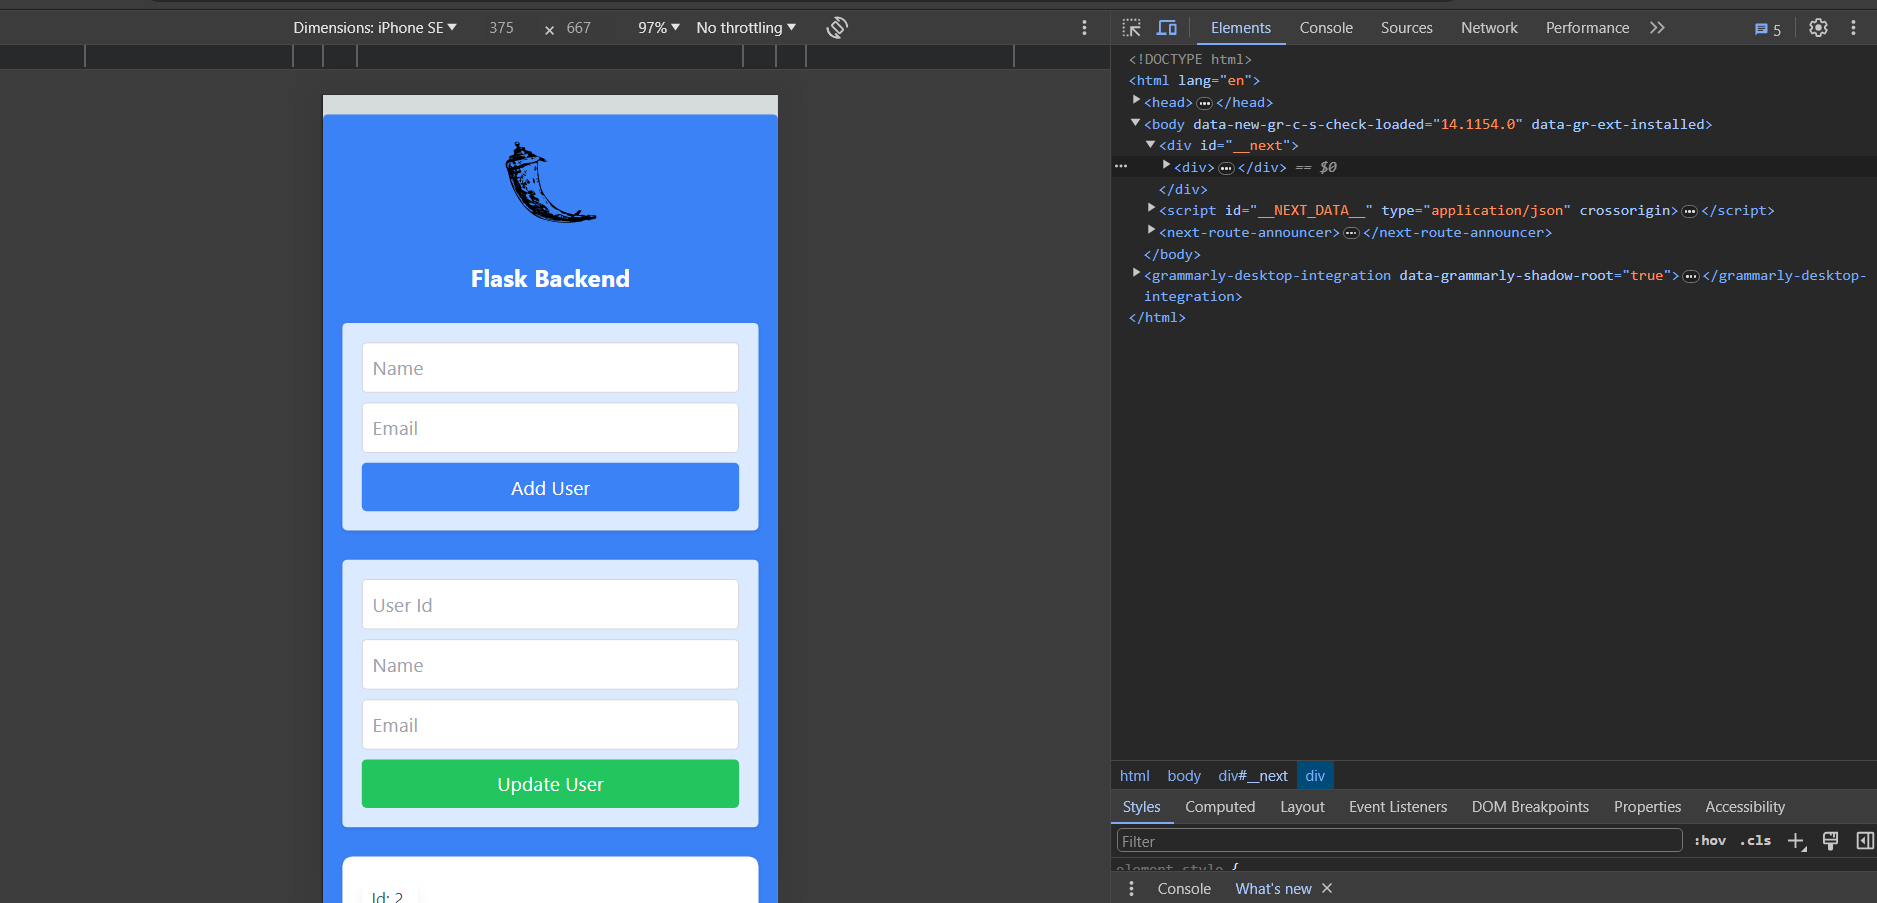 Dimensions: iPhone SE 375 × 667 97% No throttling
Elements Console Sources Network Performance 5
Flask Backend
Name
Email
Add User
User Id
Name
Email
Update User
Id: 2
<!DOCTYPE html>
<html lang="en">
<head>…</head>
<body data-new-gr-c-s-check-loaded="14.1154.0" data-gr-ext-installed>
<div id="__next">
<div>…</div> == $0
</div>
<script id="__NEXT_DATA__" type="application/json" crossorigin>…</script>
<next-route-announcer>…</next-route-announcer>
</body>
<grammarly-desktop-integration data-grammarly-shadow-root="true">…</grammarly-desktop-
integration>
</html>
html body div#__next div
Styles Computed Layout Event Listeners DOM Breakpoints Properties Accessibility
Filter :hov .cls
element.style {
Console What's new